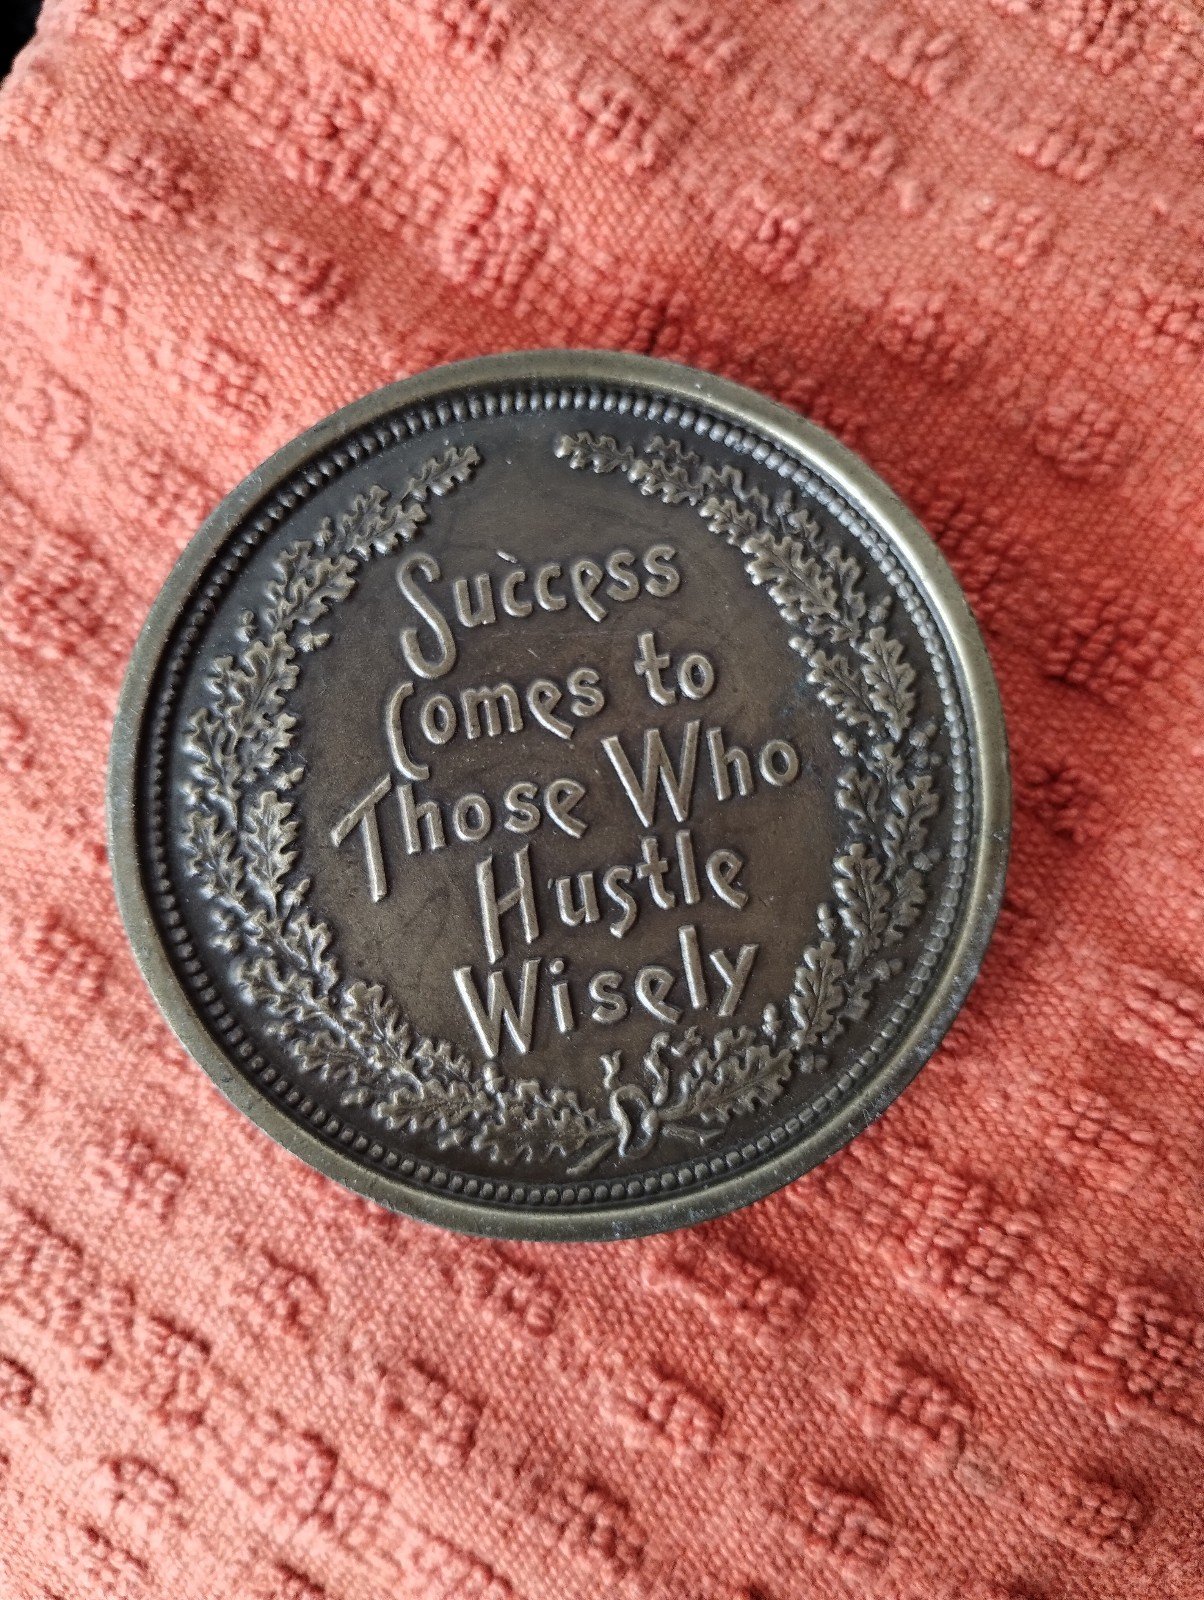 Success
Comes to
Those Who
Hustle
Wisely